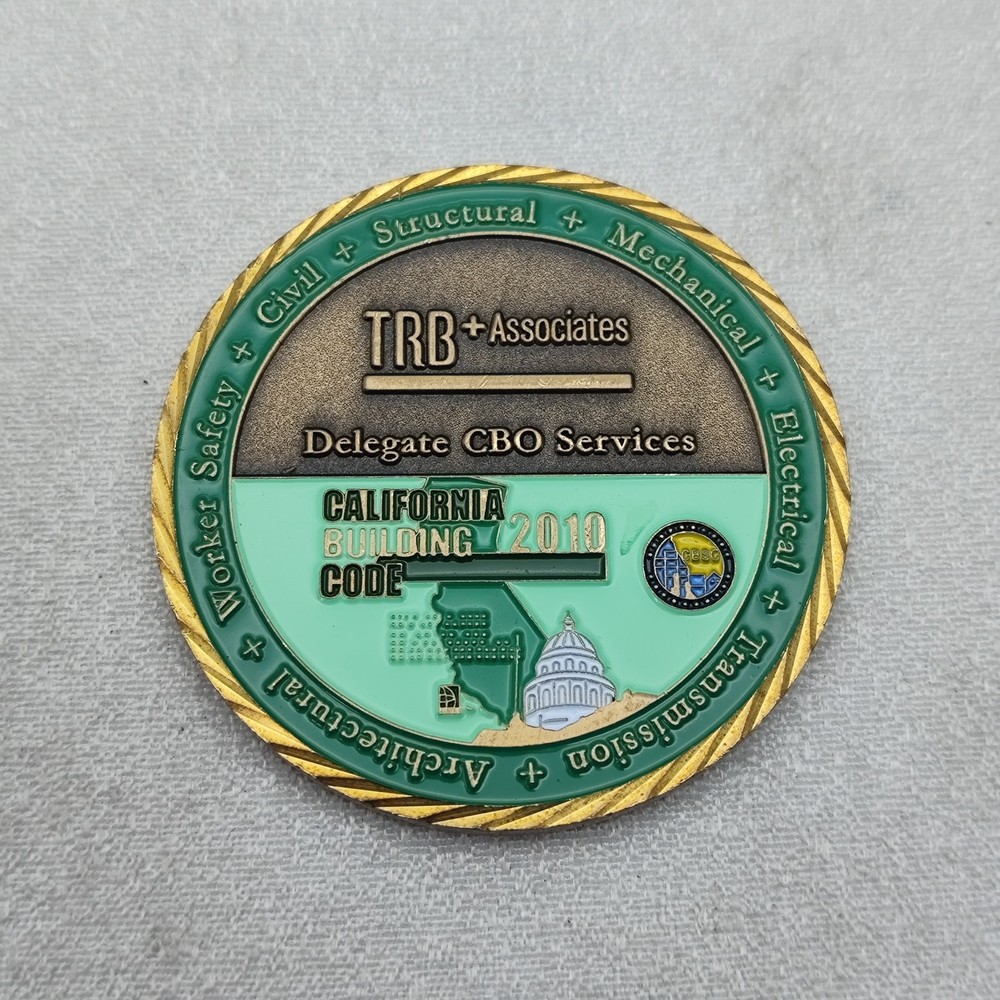 Worker Safety + Civil + Structural + Mechanical + Electrical + Transmission + Architectural +
TRB + Associates
Delegate CBO Services
CALIFORNIA
BUILDING 2010
CODE
CBSC